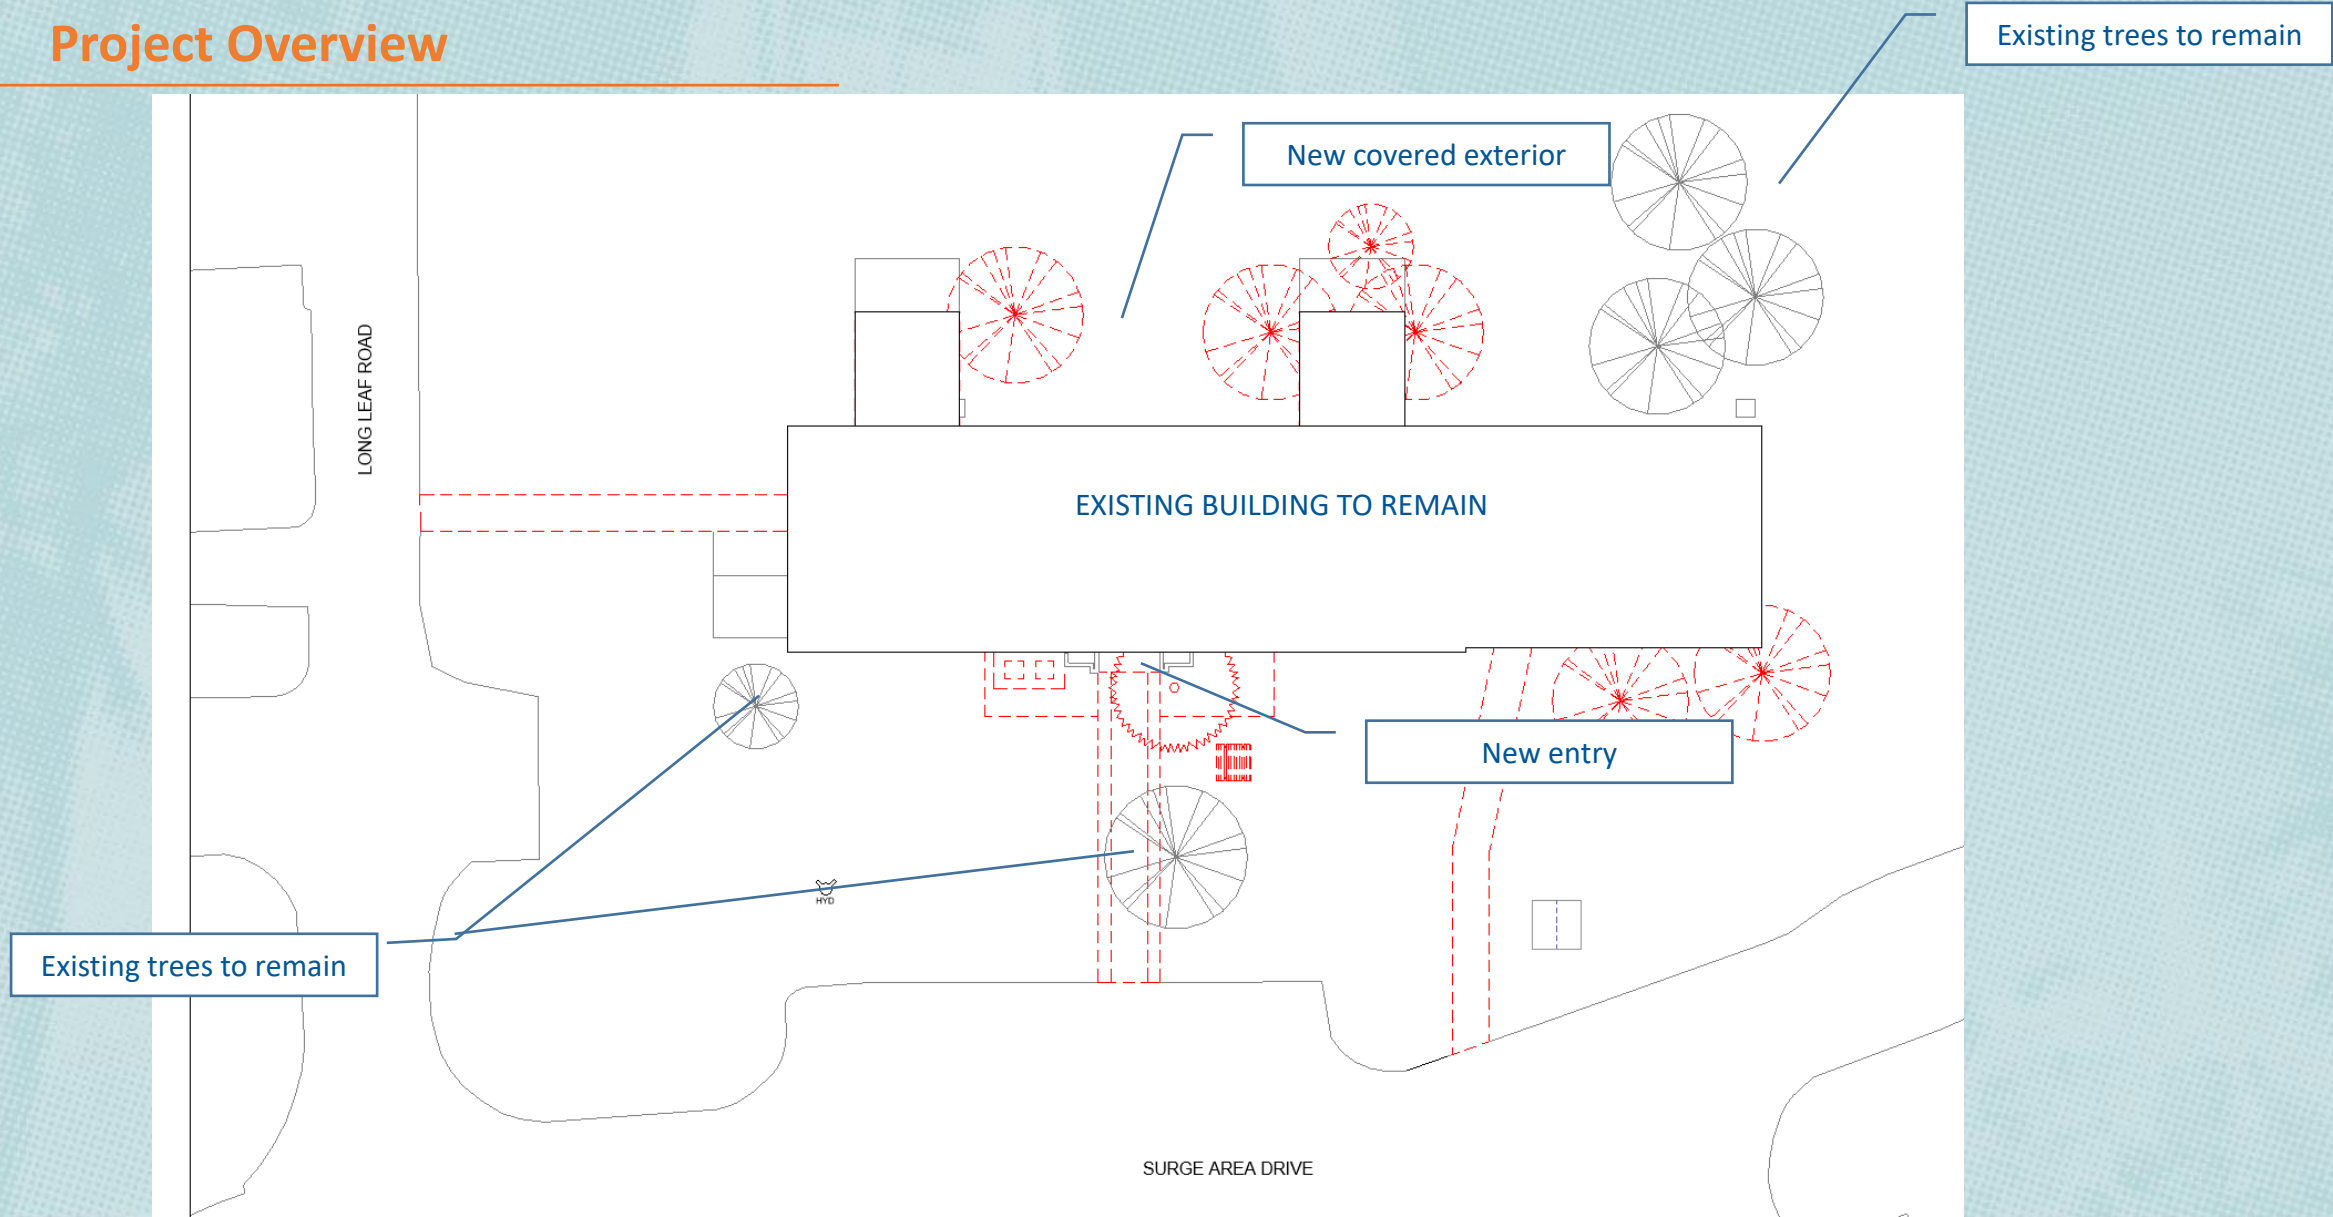 Project Overview
Existing trees to remain
New covered exterior
LONG LEAF ROAD
EXISTING BUILDING TO REMAIN
New entry
HYD
Existing trees to remain
SURGE AREA DRIVE